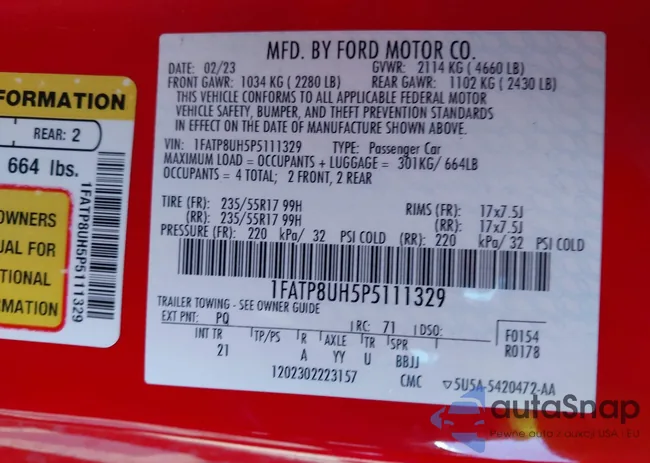 MFD. BY FORD MOTOR CO.
DATE: 02/23 GVWR: 2114 KG (4660 LB)
FRONT GAWR: 1034 KG (2280 LB) REAR GAWR: 1102 KG (2430 LB)
THIS VEHICLE CONFORMS TO ALL APPLICABLE FEDERAL MOTOR
VEHICLE SAFETY, BUMPER, AND THEFT PREVENTION STANDARDS
IN EFFECT ON THE DATE OF MANUFACTURE SHOWN ABOVE.
VIN: 1FATP8UH5P5111329 TYPE: Passenger Car
MAXIMUM LOAD = OCCUPANTS + LUGGAGE = 301KG/ 664LB
OCCUPANTS = 4 TOTAL: 2 FRONT, 2 REAR
TIRE (FR): 235/55R17 99H RIMS (FR): 17x7.5J
(RR): 235/55R17 99H (RR): 17x7.5J
PRESSURE (FR): 220 kPa/ 32 PSI COLD (RR): 220 kPa/ 32 PSI COLD
1FATP8UH5P5111329
TRAILER TOWING - SEE OWNER GUIDE
EXT PNT: PQ RC: 71 DSO: F0154
R0178
INT TR TP/PS R AXLE TR SPR
21 A YY U BBJJ
1202302223157 CMC 5U5A-5420472-AA
FORMATION
REAR: 2
664 lbs.
OWNERS
UAL FOR
TIONAL
MATION
1FATP8UH5P5111329
autaSnap
Pewne auta z aukcji USA i EU